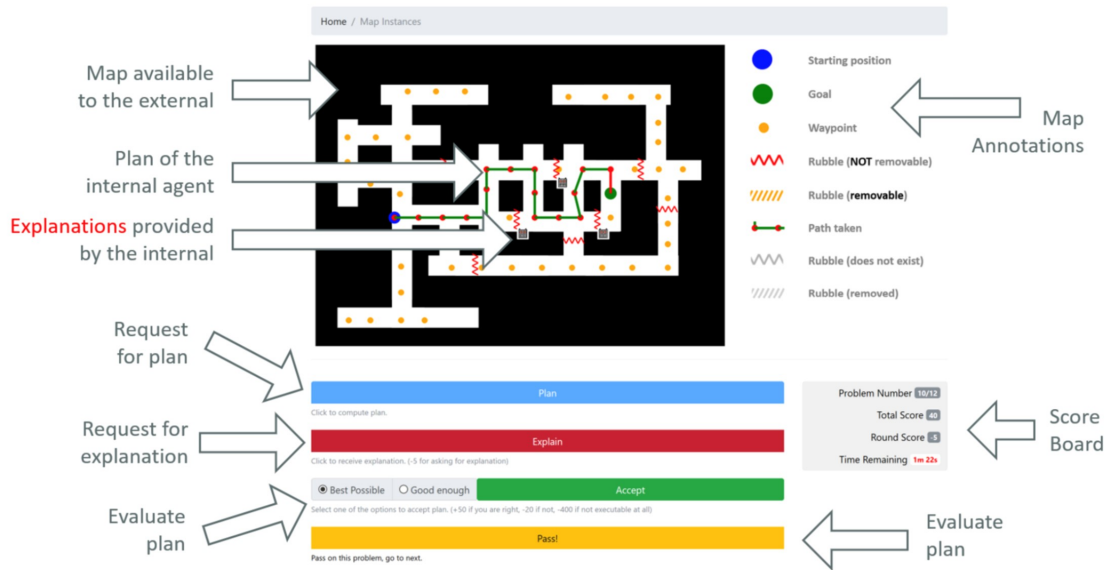 Home / Map Instances
Map available
to the external
Plan of the
internal agent
Explanations provided
by the internal
Starting position
Goal
Waypoint
Rubble (NOT removable)
Rubble (removable)
Path taken
Rubble (does not exist)
Rubble (removed)
Map
Annotations
Request
for plan
Plan
Click to compute plan.
Request for
explanation
Explain
Click to receive explanation. (-5 for asking for explanation)
Evaluate
plan
Best Possible
Good enough
Accept
Select one of the options to accept plan. (+50 if you are right, -20 if not, -400 if not executable at all)
Pass!
Pass on this problem, go to next.
Problem Number 10/12
Total Score 40
Round Score -5
Time Remaining 1m 22s
Score
Board
Evaluate
plan